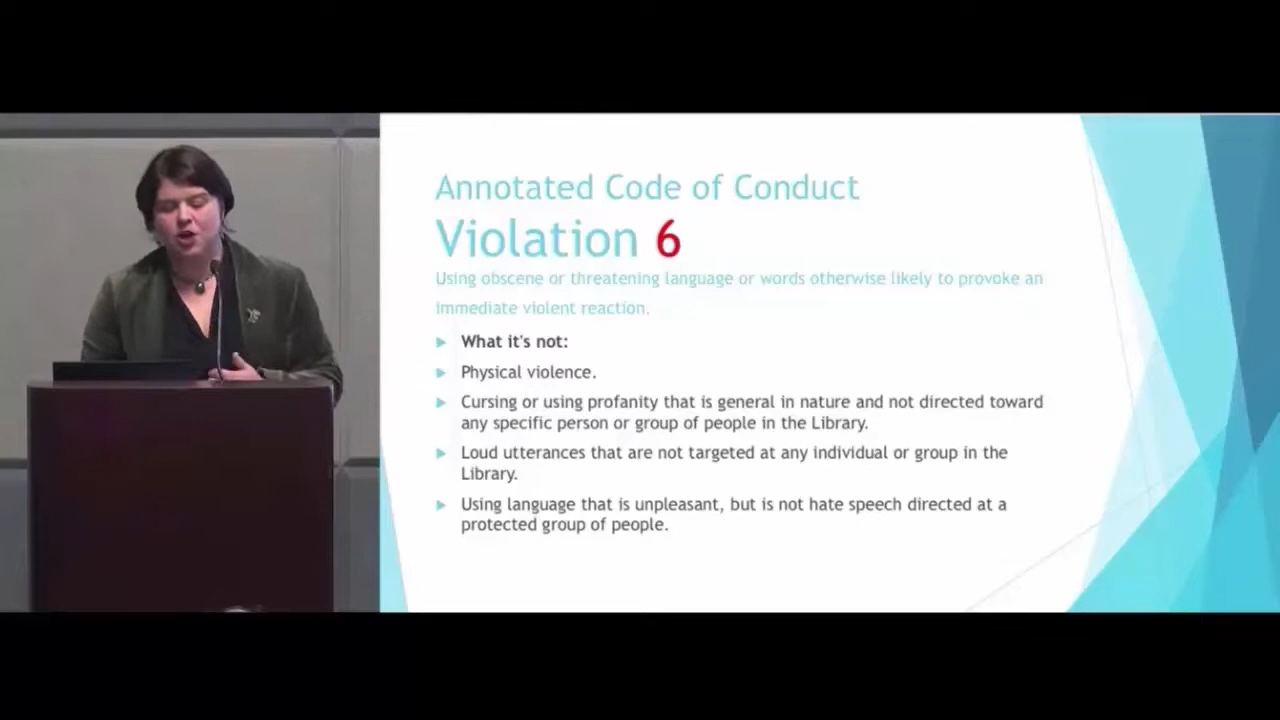 Annotated Code of Conduct
Violation 6
Using obscene or threatening language or words otherwise likely to provoke an
immediate violent reaction.
What it's not:
Physical violence.
Cursing or using profanity that is general in nature and not directed toward
any specific person or group of people in the Library.
Loud utterances that are not targeted at any individual or group in the
Library.
Using language that is unpleasant, but is not hate speech directed at a
protected group of people.